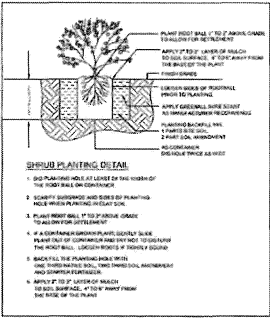 PLANT ROOT BALL 1" TO 2" ABOVE GRADE
TO ALLOW FOR SETTLEMENT
APPLY 2" TO 3" LAYER OF MULCH
TO SOIL SURFACE, 4" TO 6" AWAY FROM
THE BASE OF THE PLANT
FINISH GRADE
LOOSEN SIDES OF ROOTBALL
PRIOR TO PLANTING
APPLY
AS MANUFACTURER RECOMMENDS
PLANTING BACKFILL MIX
PARTS SITE SOIL
PART SOIL AMENDMENT
CONTAINER
DIG HOLE TWICE AS WIDE
SHRUB PLANTING DETAIL
1 DIG PLANTING HOLE AT LEAST 2X THE WIDTH OF
THE ROOT BALL OR CONTAINER
2 SCARIFY SUBGRADE AND SIDES OF PLANTING
HOLE WHEN PLANTING IN CLAY SOIL
3 PLANT ROOT BALL 1" TO 2" ABOVE GRADE
TO ALLOW FOR SETTLEMENT
4 IF A CONTAINER GROWN PLANT, GENTLY SLIDE
PLANT OUT OF CONTAINER AND TRY NOT TO DISTURB
THE ROOT BALL. LOOSEN ROOTS IF TIGHTLY BOUND
5 BACKFILL THE PLANTING HOLE WITH
ONE THIRD NATIVE SOIL, TWO THIRD SOIL AMENDMENT
AND STARTER FERTILIZER
6 APPLY 2" TO 3" LAYER OF MULCH
TO SOIL SURFACE, 4" TO 6" AWAY FROM
THE BASE OF THE PLANT